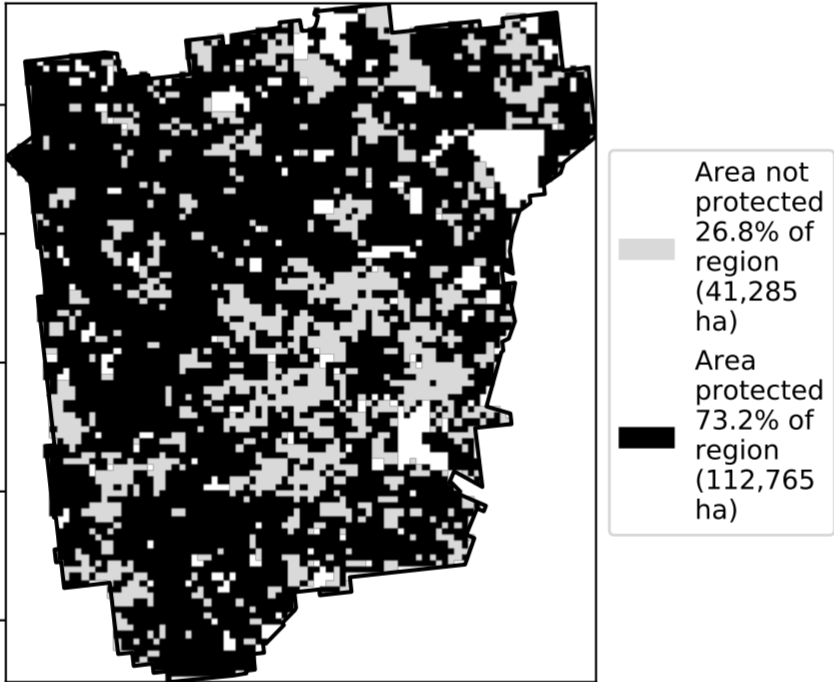 Area not
protected
26.8% of
region
(41,285
ha)
Area
protected
73.2% of
region
(112,765
ha)